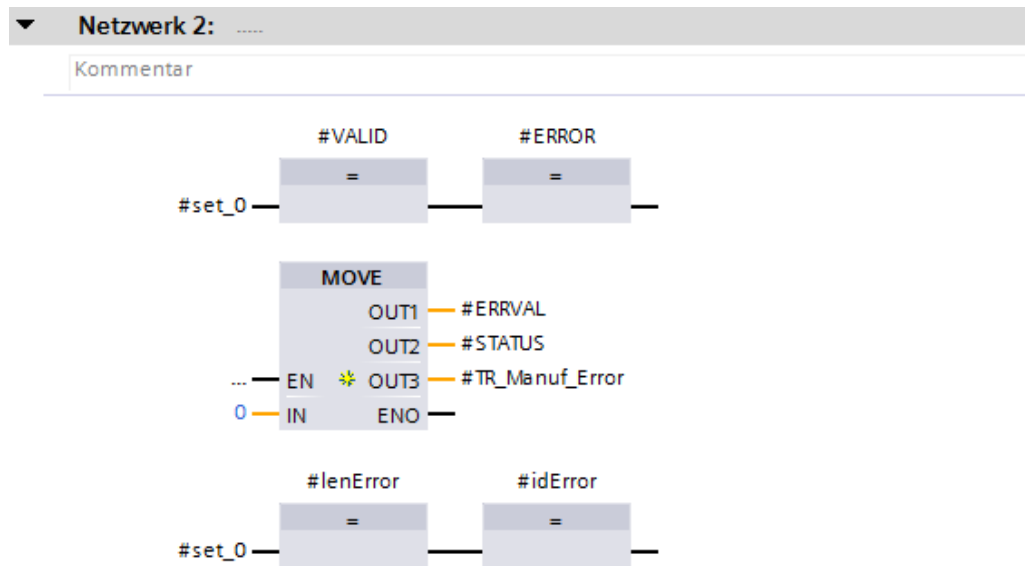 Netzwerk 2: .....
Kommentar
#VALID #ERROR
= =
#set_0
MOVE
OUT1 #ERRVAL
OUT2 #STATUS
... EN OUT3 #TR_Manuf_Error
0 IN ENO
#lenError #idError
= =
#set_0